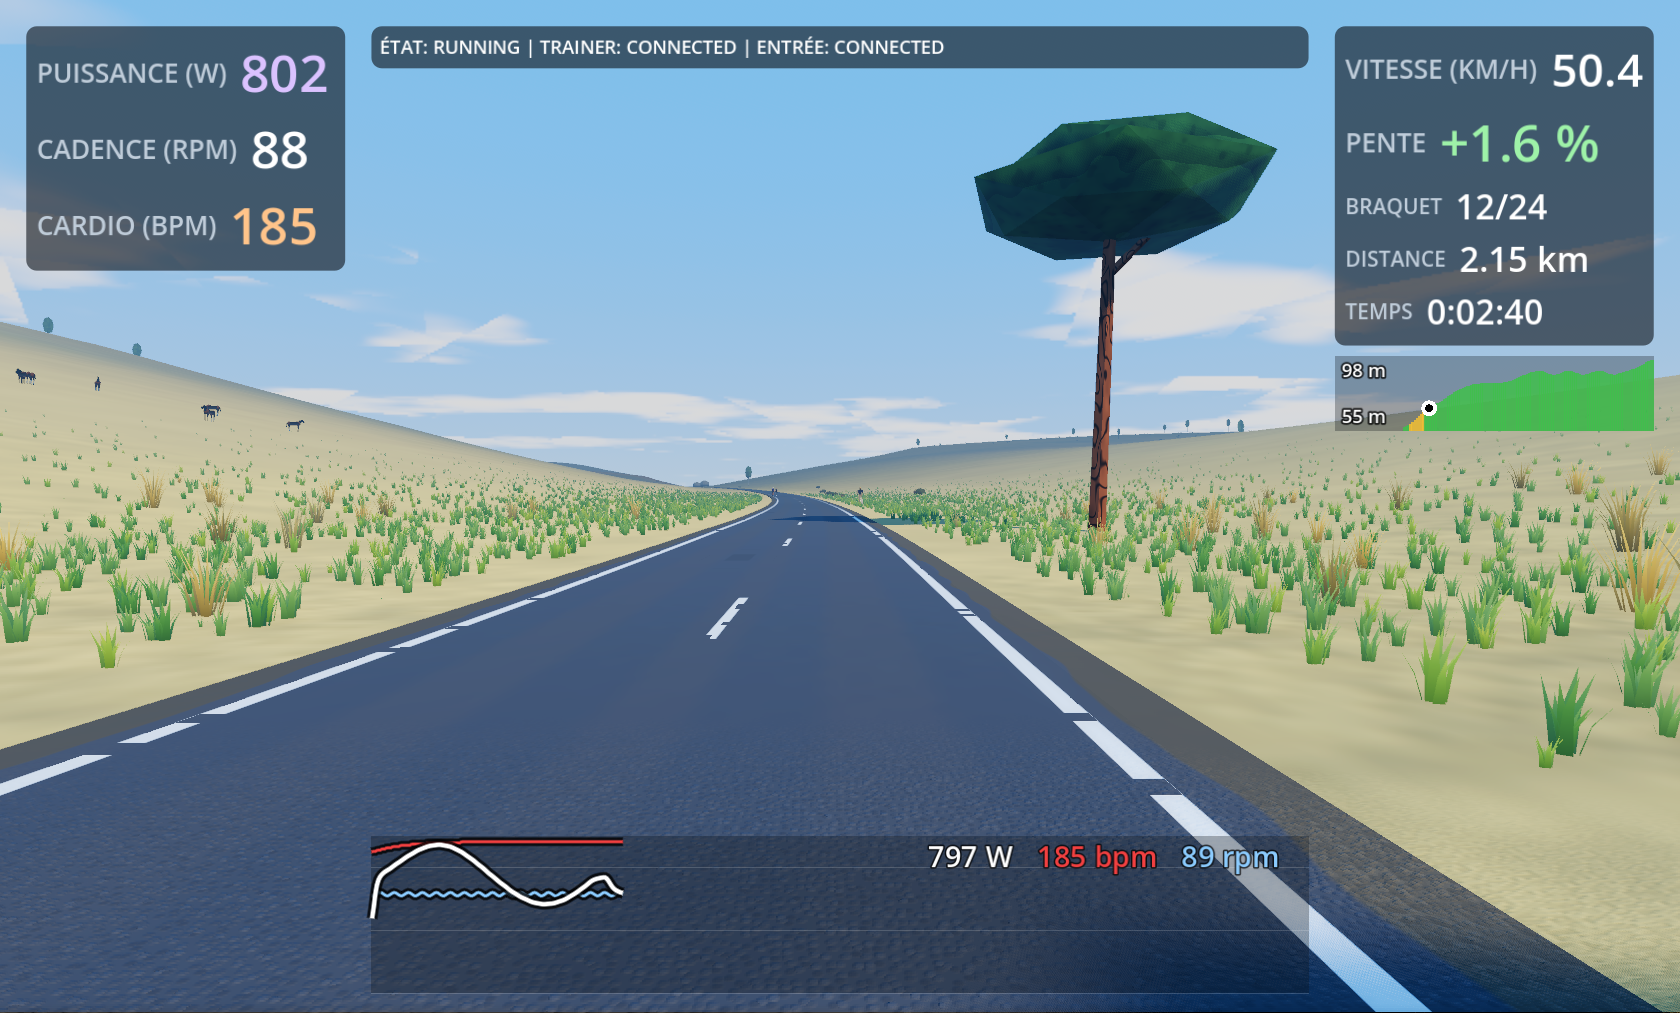 PUISSANCE (W) 802
CADENCE (RPM) 88
CARDIO (BPM) 185
ÉTAT: RUNNING | TRAINER: CONNECTED | ENTRÉE: CONNECTED
VITESSE (KM/H) 50.4
PENTE +1.6 %
BRAQUET 12/24
DISTANCE 2.15 km
TEMPS 0:02:40
98 m
55 m
797 W 185 bpm 89 rpm